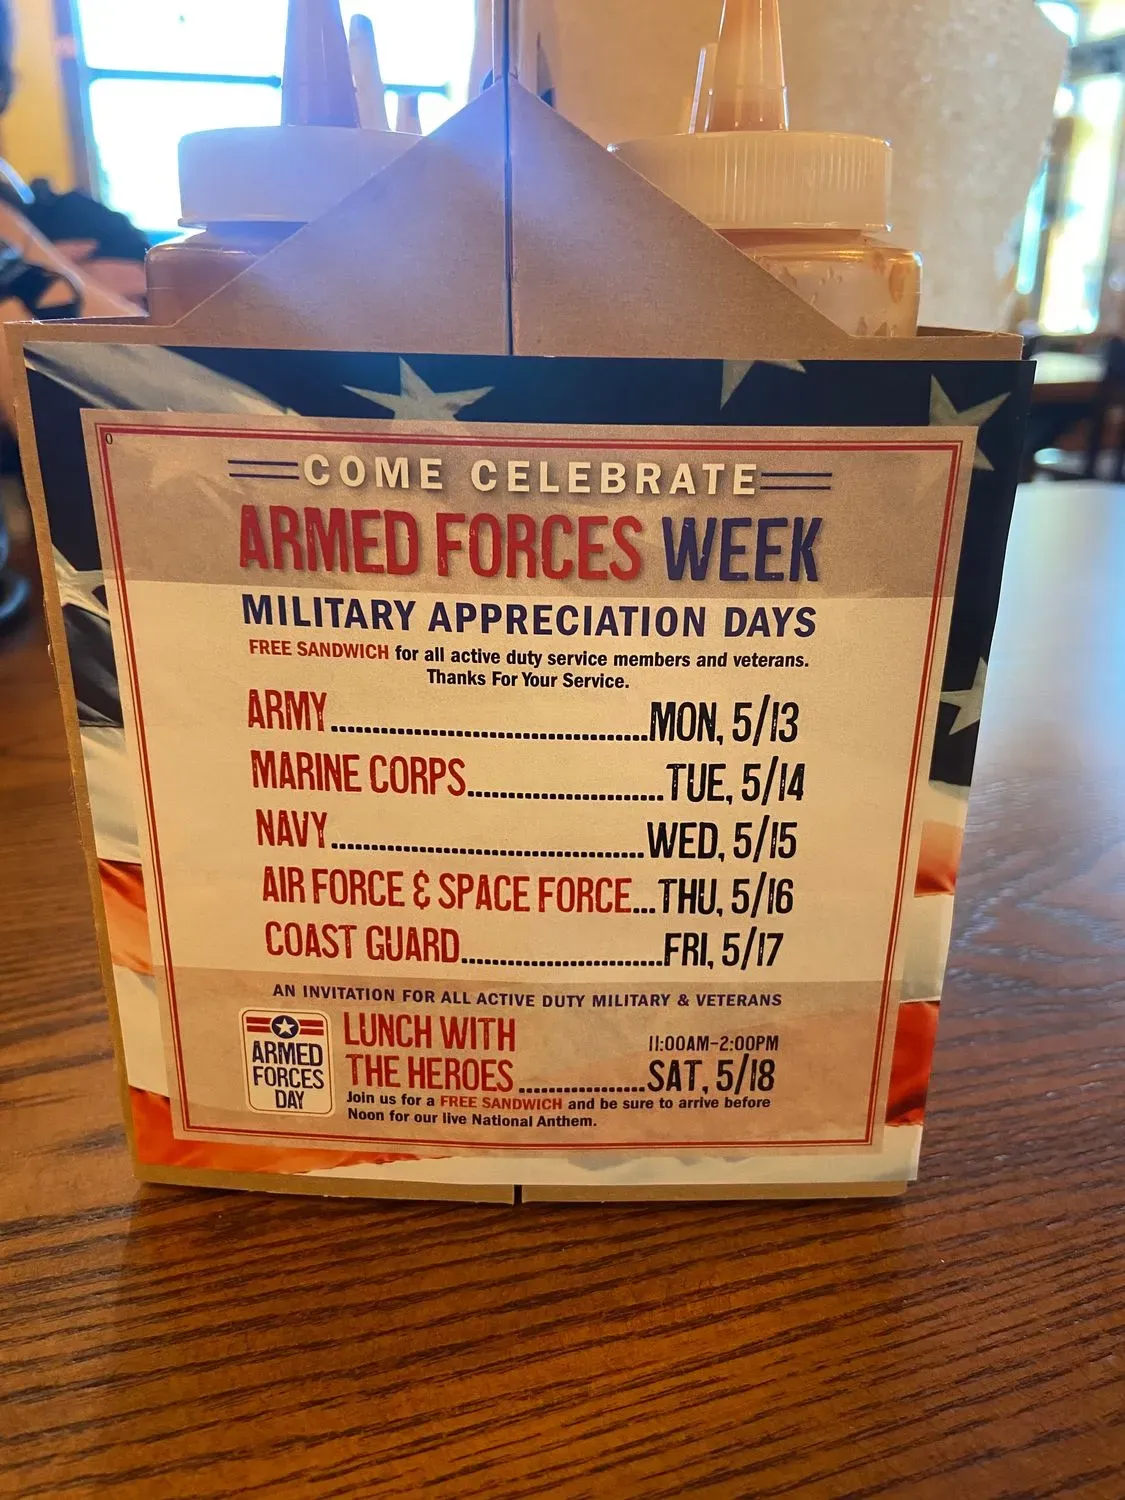 0
COME CELEBRATE
ARMED FORCES WEEK
MILITARY APPRECIATION DAYS
FREE SANDWICH for all active duty service members and veterans.
Thanks For Your Service.
ARMY......................................MON, 5/13
MARINE CORPS........................TUE, 5/14
NAVY......................................WED, 5/15
AIR FORCE & SPACE FORCE...THU, 5/16
COAST GUARD........................FRI, 5/17
AN INVITATION FOR ALL ACTIVE DUTY MILITARY & VETERANS
ARMED
FORCES
DAY
LUNCH WITH 11:00AM-2:00PM
THE HEROES...............SAT, 5/18
Join us for a FREE SANDWICH and be sure to arrive before
Noon for our live National Anthem.